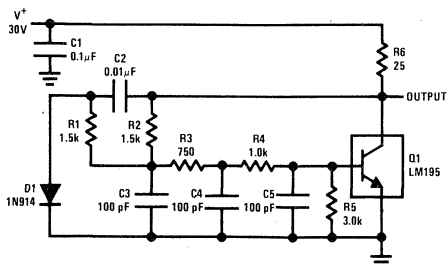 V+
30V
C1
0.1µF
C2
0.01µF
R6
25
OUTPUT
R1
1.5k
R2
1.5k
R3
750
R4
1.0k
Q1
LM195
D1
1N914
C3
100 pF
C4
100 pF
C5
100 pF
R5
3.0k